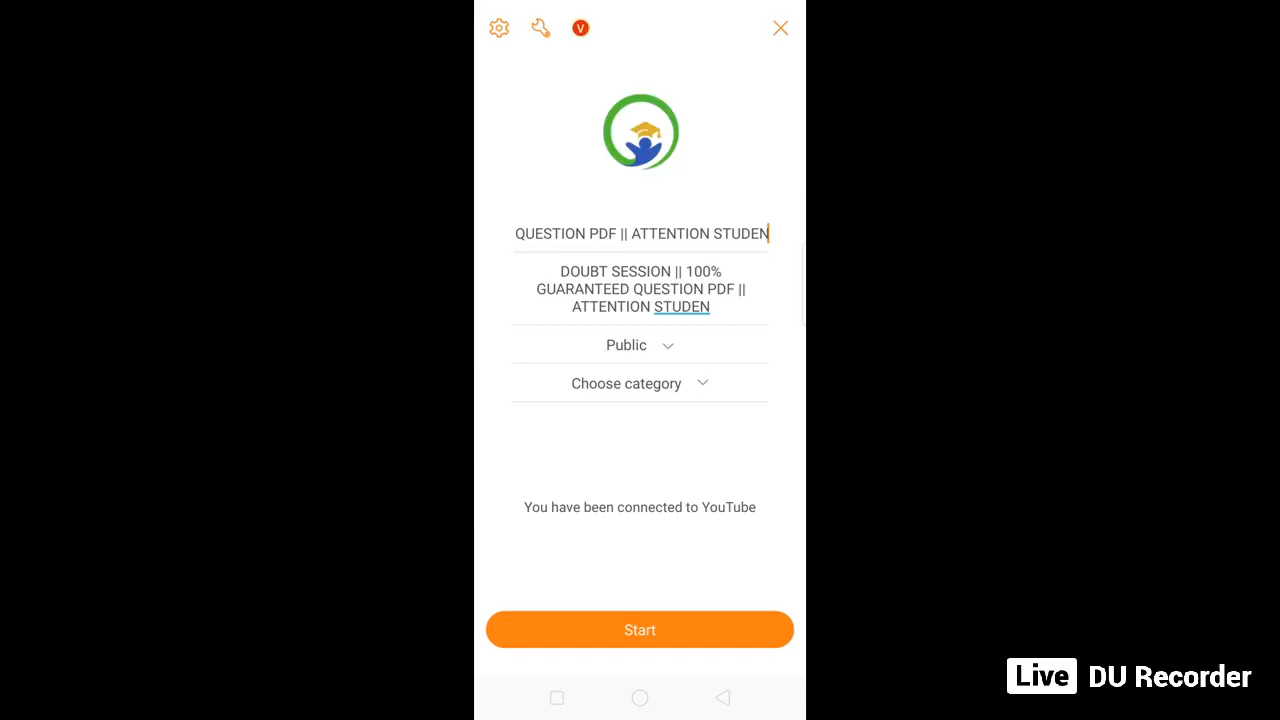 V
QUESTION PDF || ATTENTION STUDEN
DOUBT SESSION || 100%
GUARANTEED QUESTION PDF ||
ATTENTION STUDEN
Public
Choose category
You have been connected to YouTube
Start
Live DU Recorder